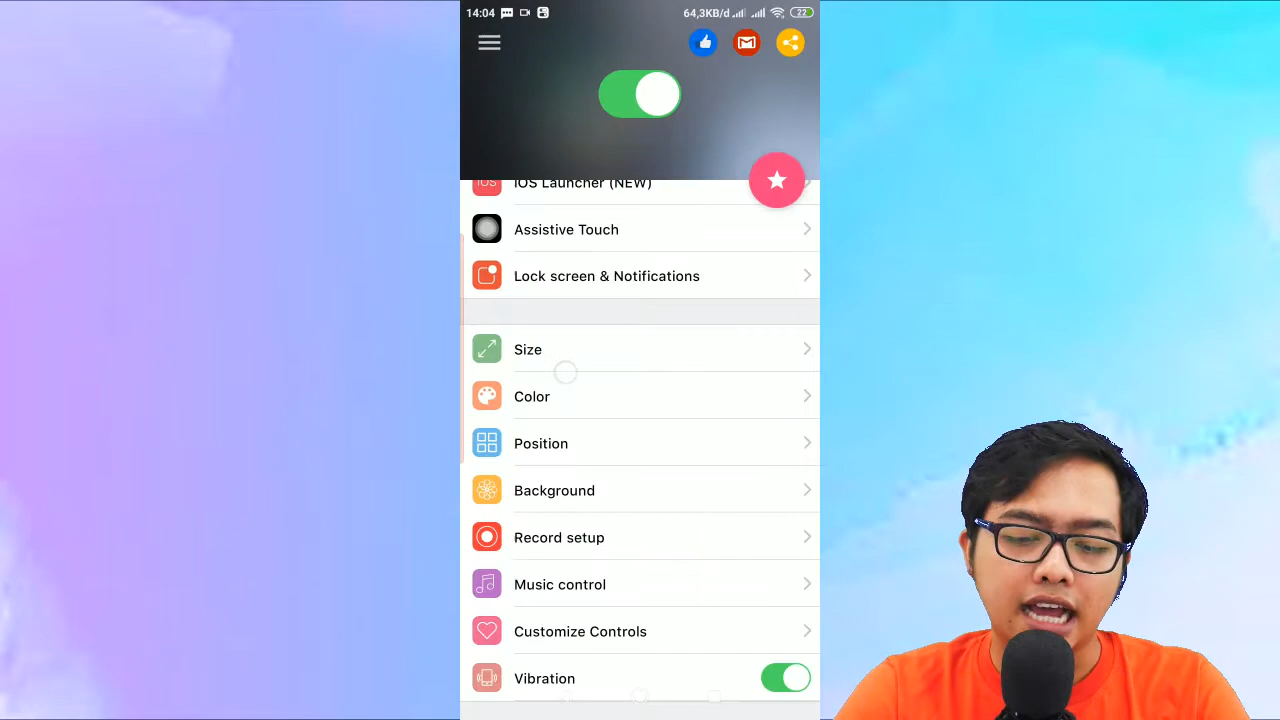 14:04 64,3KB/d 22
iOS Launcher (NEW)
iOS
Assistive Touch
Lock screen & Notifications
Size
Color
Position
Background
Record setup
Music control
Customize Controls
Vibration